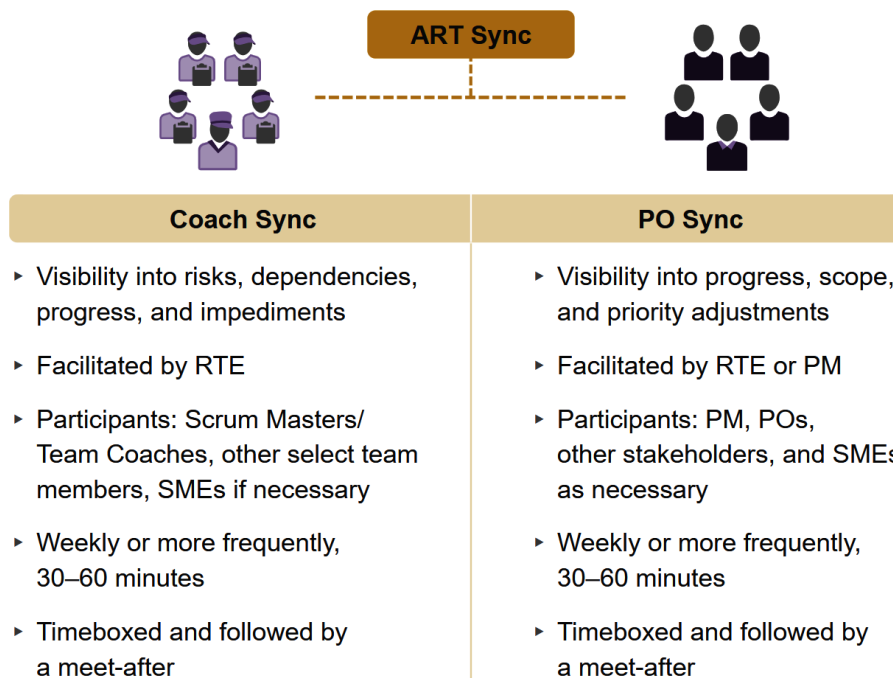 ART Sync
Coach Sync
Visibility into risks, dependencies,
progress, and impediments
Facilitated by RTE
Participants: Scrum Masters/
Team Coaches, other select team
members, SMEs if necessary
Weekly or more frequently,
30–60 minutes
Timeboxed and followed by
a meet-after
PO Sync
Visibility into progress, scope,
and priority adjustments
Facilitated by RTE or PM
Participants: PM, POs,
other stakeholders, and SMEs
as necessary
Weekly or more frequently,
30–60 minutes
Timeboxed and followed by
a meet-after